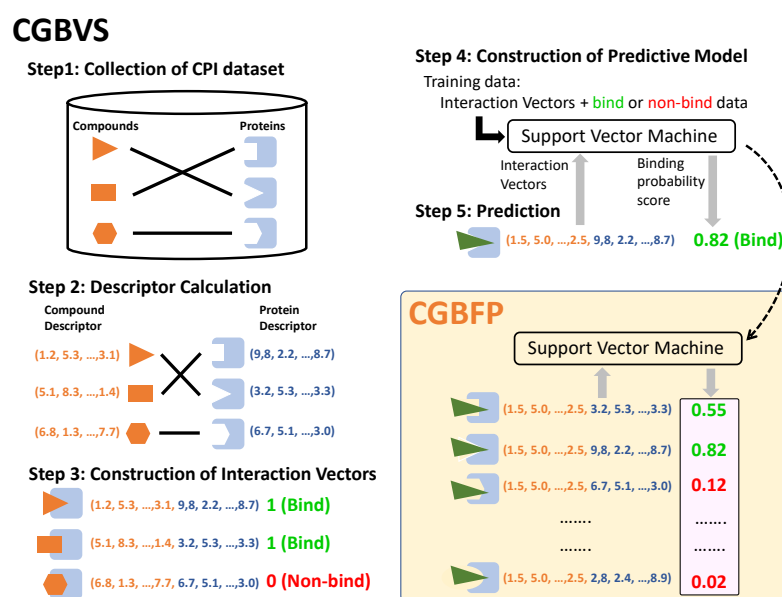 CGBVS
Step1: Collection of CPI dataset
Compounds
Proteins
Step 2: Descriptor Calculation
Compound
Descriptor
Protein
Descriptor
(1.2, 5.3, ...,3.1)
(9,8, 2.2, ...,8.7)
(5.1, 8.3, ...,1.4)
(3.2, 5.3, ...,3.3)
(6.8, 1.3, ...,7.7)
(6.7, 5.1, ...,3.0)
Step 3: Construction of Interaction Vectors
(1.2, 5.3, ...,3.1, 9,8, 2.2, ...,8.7) 1 (Bind)
(5.1, 8.3, ...,1.4, 3.2, 5.3, ...,3.3) 1 (Bind)
(6.8, 1.3, ...,7.7, 6.7, 5.1, ...,3.0) 0 (Non-bind)
Step 4: Construction of Predictive Model
Training data:
Interaction Vectors + bind or non-bind data
Support Vector Machine
Interaction
Vectors
Binding
probability
score
Step 5: Prediction
(1.5, 5.0, ...,2.5, 9,8, 2.2, ...,8.7) 0.82 (Bind)
CGBFP
Support Vector Machine
(1.5, 5.0, ...,2.5, 3.2, 5.3, ...,3.3) 0.55
(1.5, 5.0, ...,2.5, 9,8, 2.2, ...,8.7) 0.82
(1.5, 5.0, ...,2.5, 6.7, 5.1, ...,3.0) 0.12
....... .......
....... .......
(1.5, 5.0, ...,2.5, 2,8, 2.4, ...,8.9) 0.02